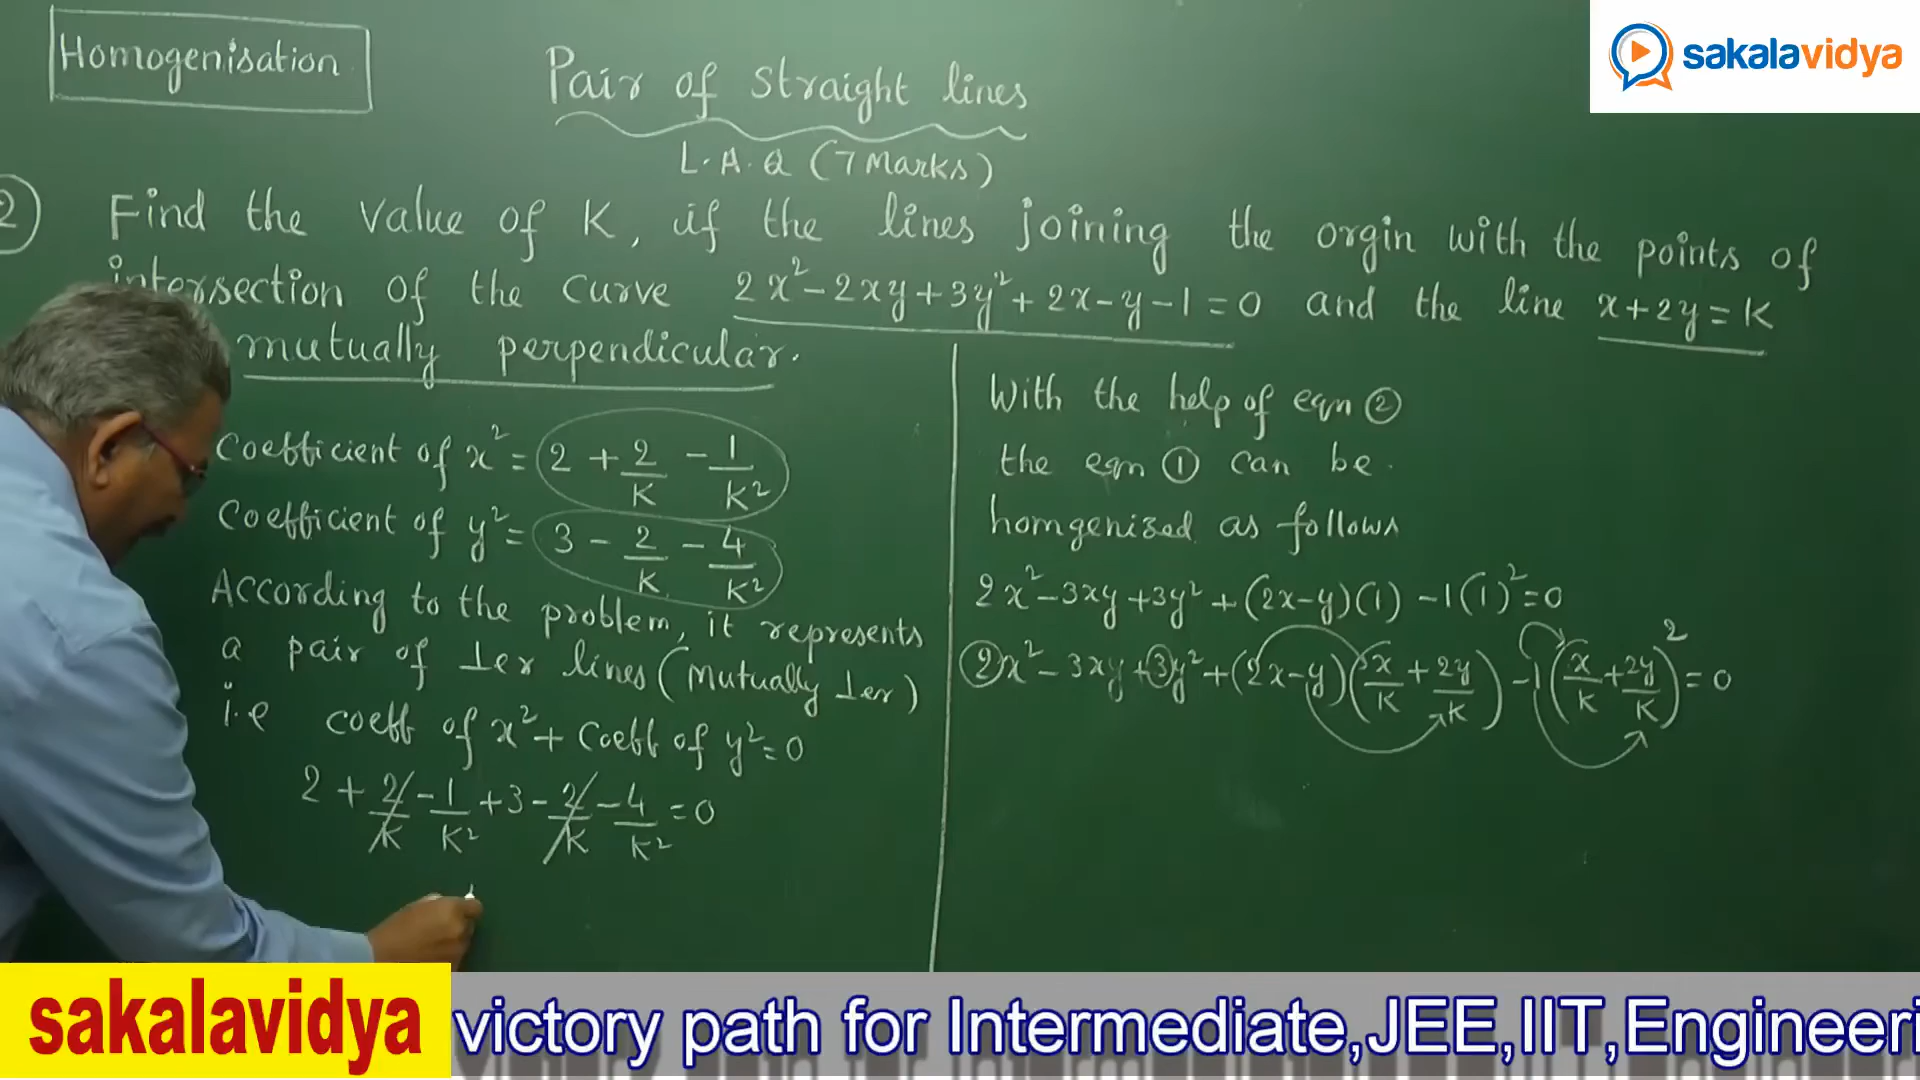 Homogenisation
Pair of straight lines
L.A.Q (7 Marks)
sakalavidya
2 Find the value of K, if the lines joining the orgin with the points of
intersection of the curve 2x² - 2xy + 3y² + 2x - y - 1 = 0 and the line x + 2y = K
mutually perpendicular.
Coefficient of x² = 2 + 2/K - 1/K²
Coefficient of y² = 3 - 2/K - 4/K²
According to the problem, it represents
a pair of ⊥er lines (Mutually ⊥er)
i.e coeff of x² + Coeff of y² = 0
2 + 2/K - 1/K² + 3 - 2/K - 4/K² = 0
With the help of eqn ②
the eqn ① can be.
homgenised as follows
2x² - 3xy + 3y² + (2x-y)(1) - 1(1)² = 0
2x² - 3xy + 3y² + (2x-y)(x/K + 2y/K) - 1(x/K + 2y/K)² = 0
sakalavidya
victory path for Intermediate,JEE,IIT,Engineeri